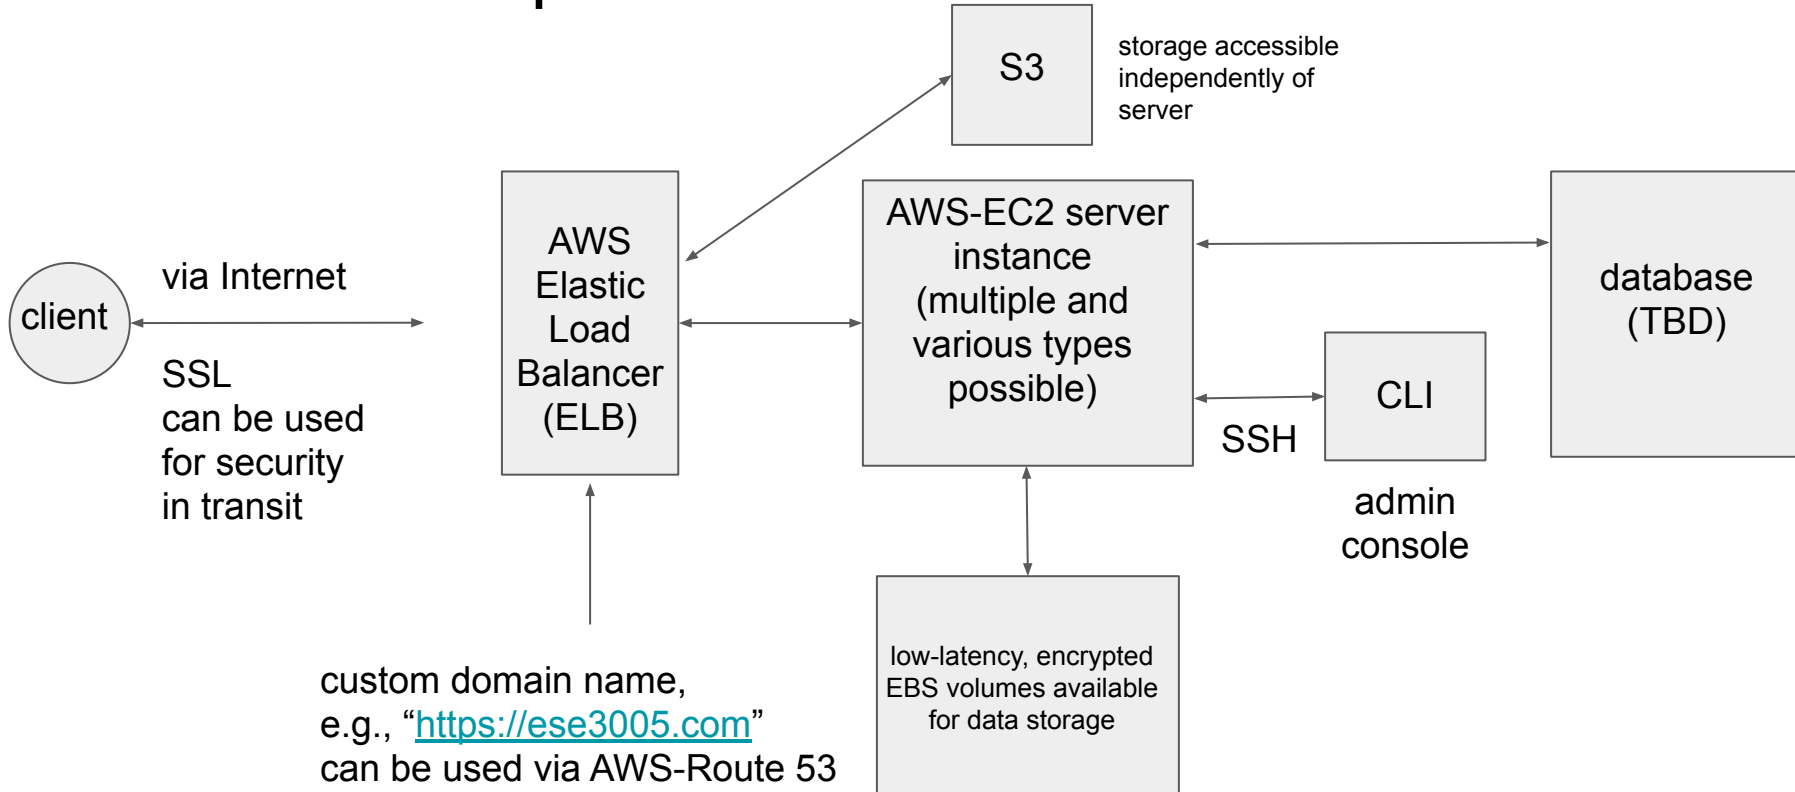 S3
storage accessible
independently of
server
client
via Internet
SSL
can be used
for security
in transit
AWS
Elastic
Load
Balancer
(ELB)
AWS-EC2 server
instance
(multiple and
various types
possible)
database
(TBD)
CLI
SSH
admin
console
low-latency, encrypted
EBS volumes available
for data storage
custom domain name,
e.g., “https://ese3005.com”
can be used via AWS-Route 53